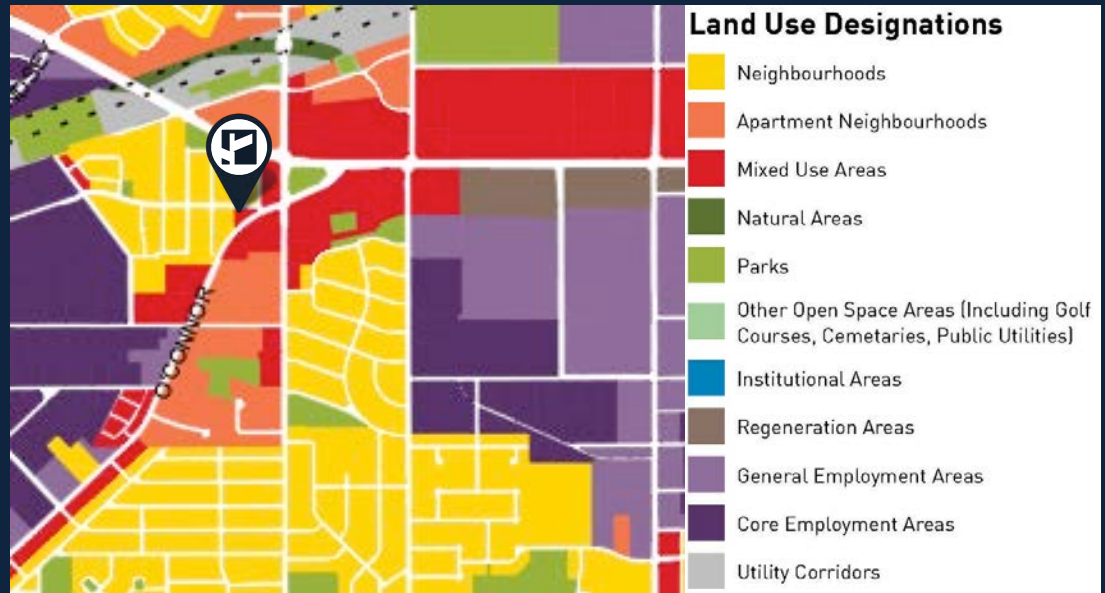 Land Use Designations
Neighbourhoods
Apartment Neighbourhoods
Mixed Use Areas
Natural Areas
Parks
Other Open Space Areas (Including Golf
Courses, Cemetaries, Public Utilities)
Institutional Areas
Regeneration Areas
General Employment Areas
Core Employment Areas
Utility Corridors
O'CONNOR